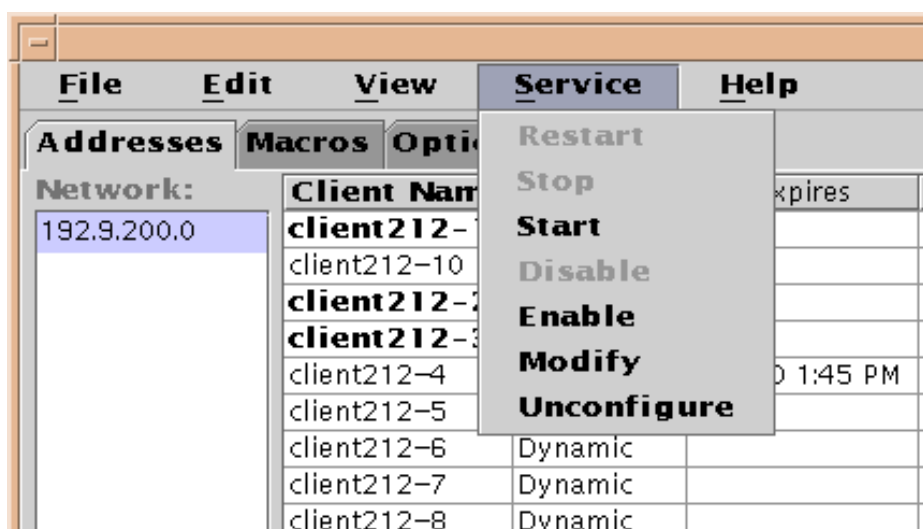 File Edit View Service Help
Addresses Macros
Restart
Stop
Start
Disable
Enable
Modify
Unconfigure
Network:
192.9.200.0
Client
client212-10
client212-4 1:45 PM
client212-5
client212-6 Dynamic
client212-7 Dynamic
client212-8 Dynamic